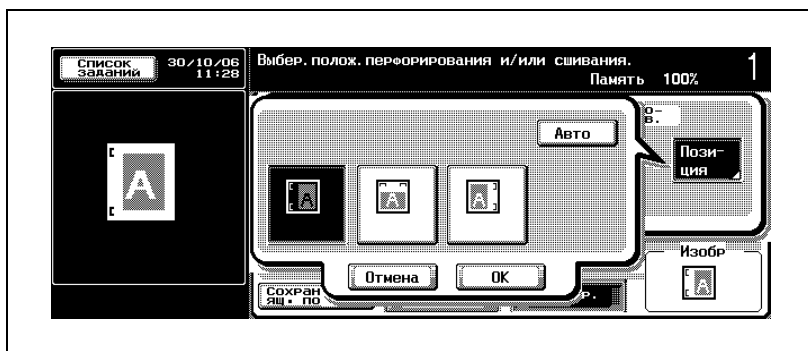 Список
заданий
30/10/06
11:28
Выбер. полож. перфорирования и/или сшивания.
Память 100%
1
A
Авто
Пози-
ция
A
A
A
Отмена
OK
Сохран
ящ. по
Изобр
A